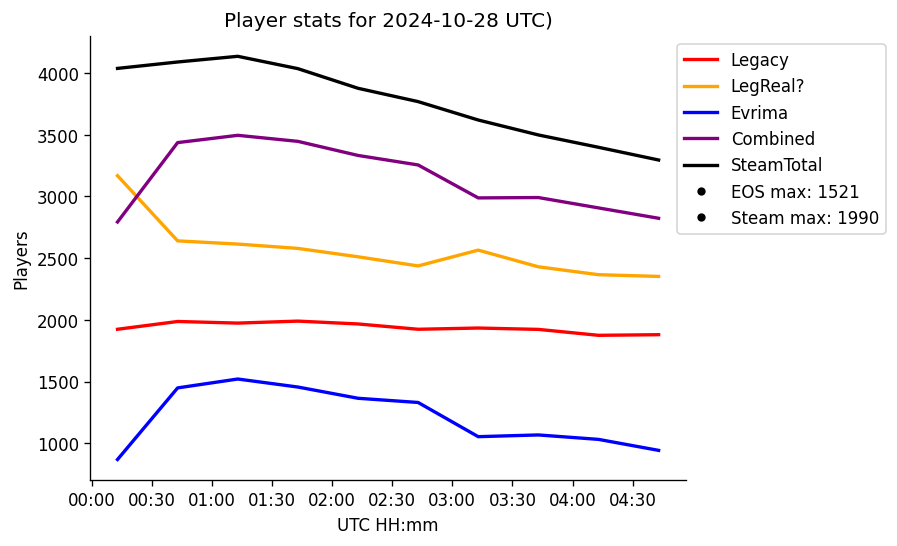 Player stats for 2024-10-28 UTC)
Players
4000
3500
3000
2500
2000
1500
1000
00:00 00:30 01:00 01:30 02:00 02:30 03:00 03:30 04:00 04:30
UTC HH:mm
Legacy
LegReal?
Evrima
Combined
SteamTotal
EOS max: 1521
Steam max: 1990